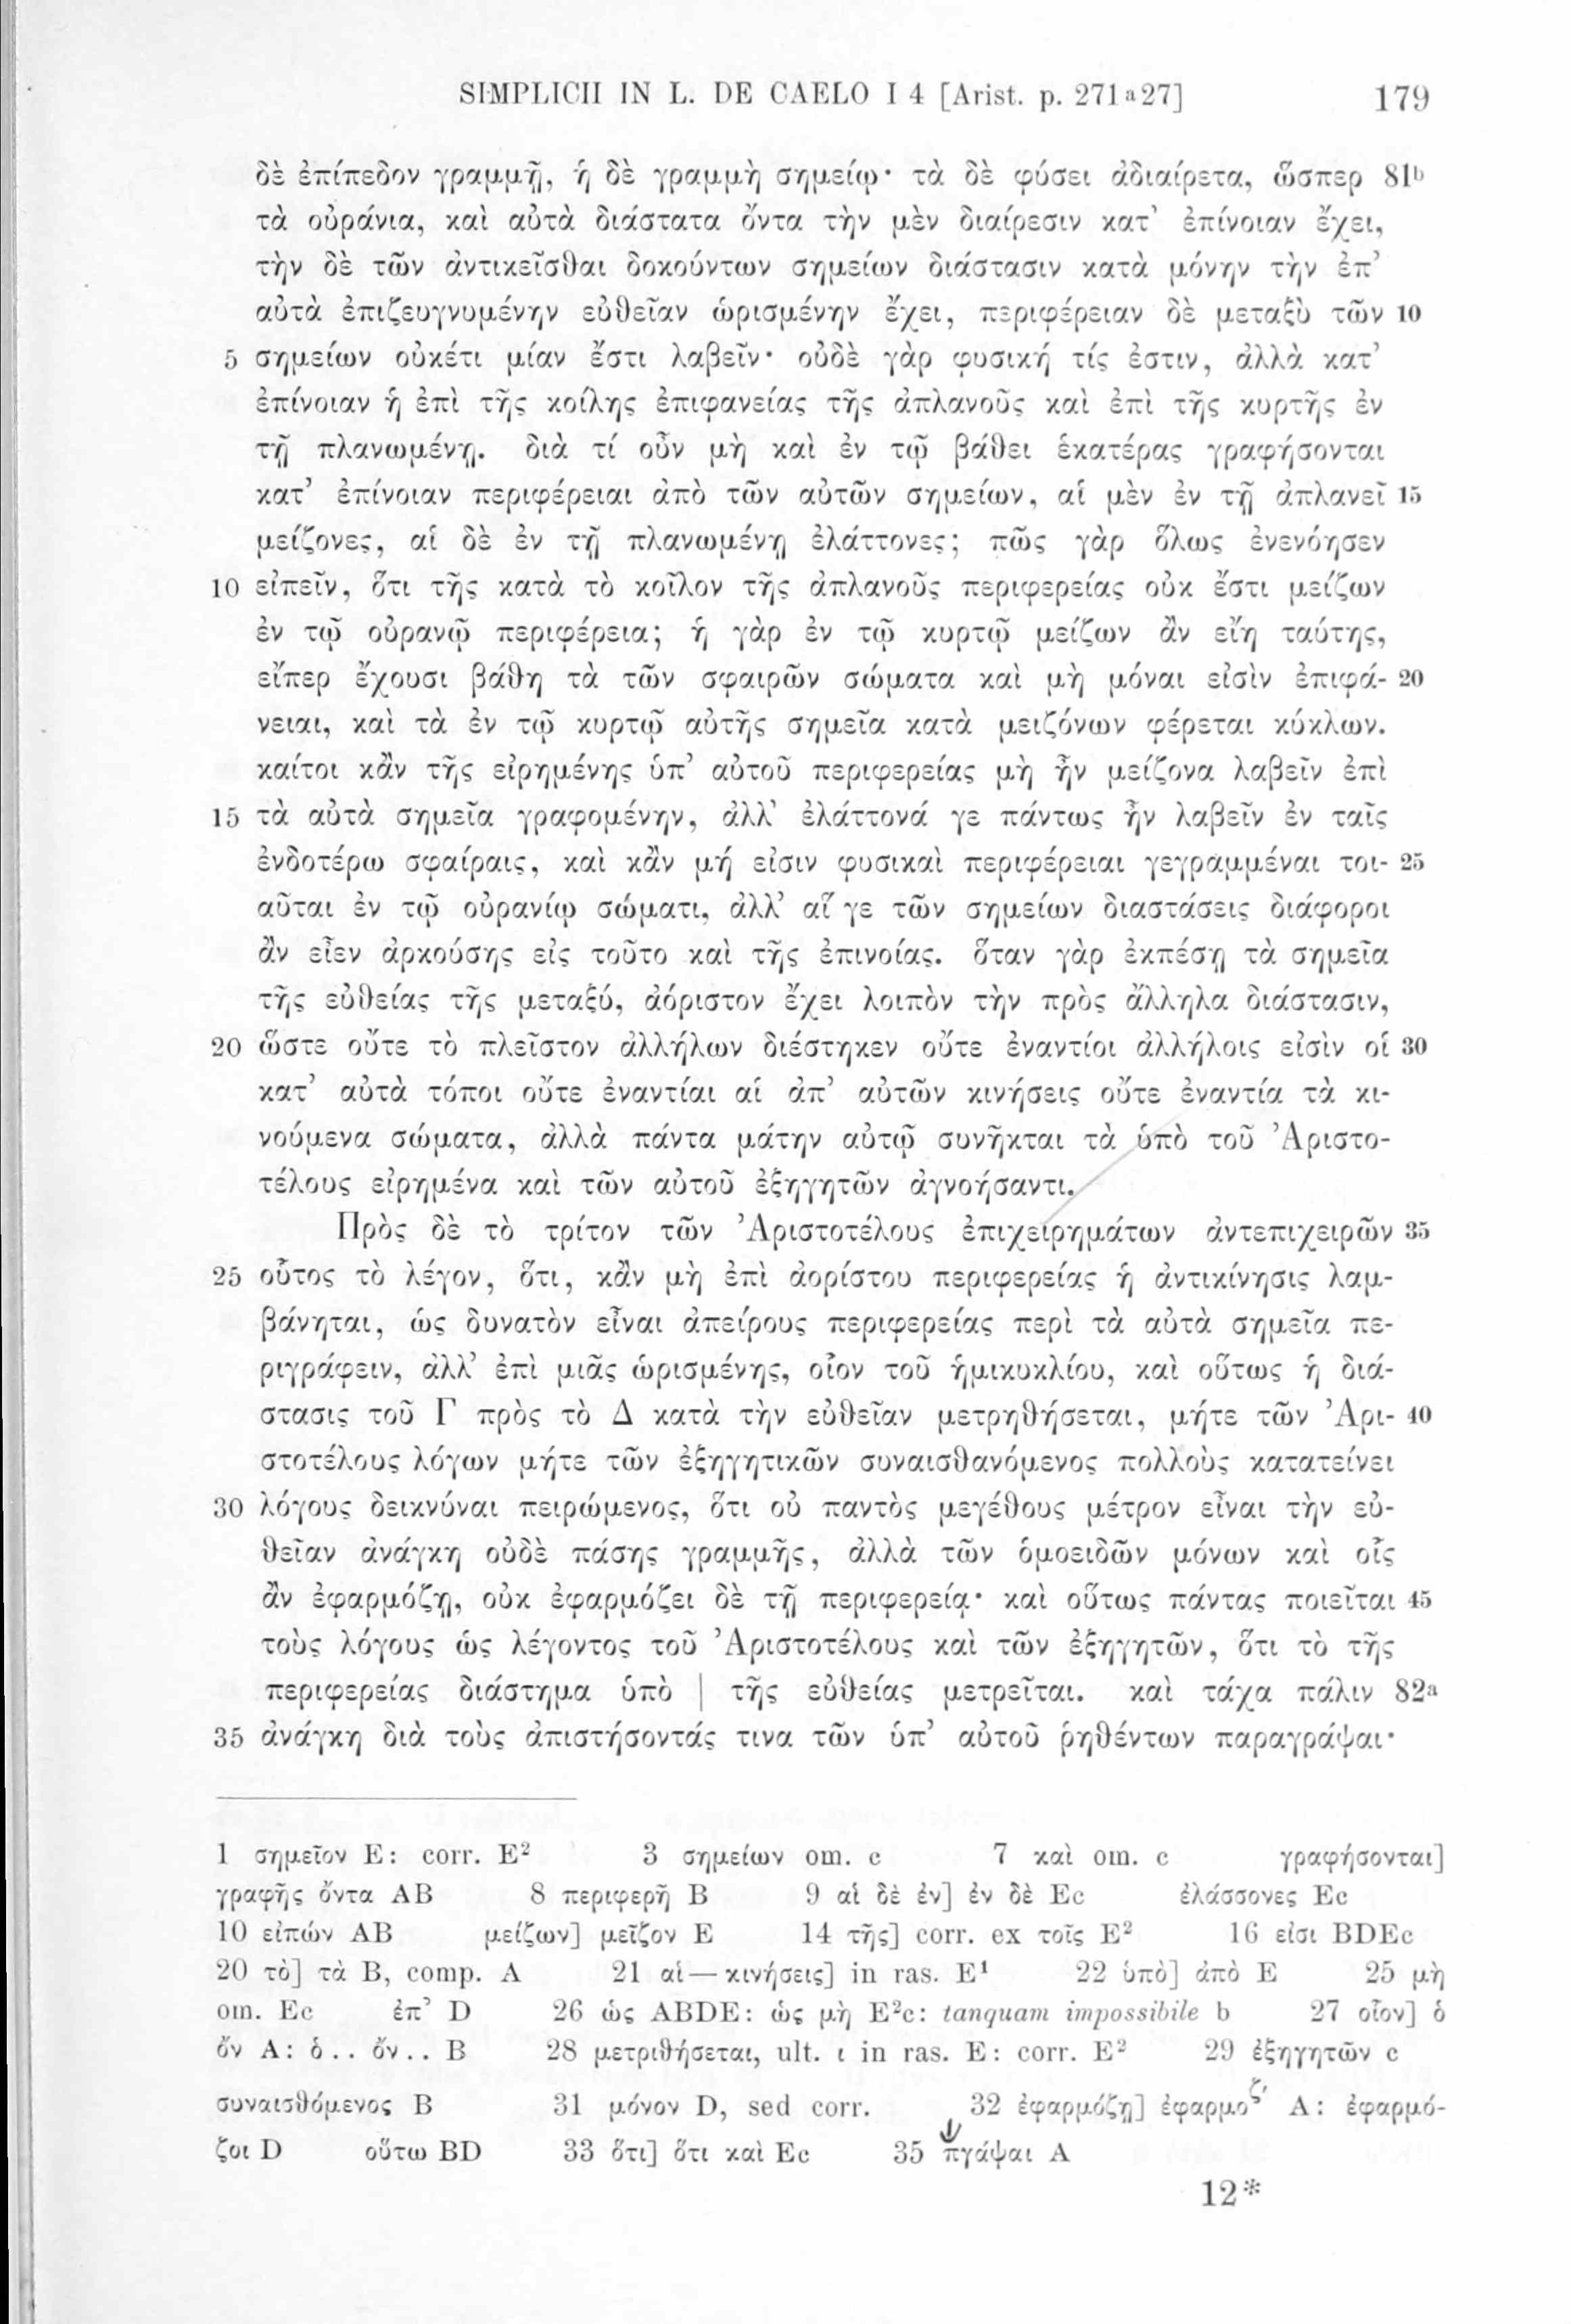 SIMPLICII IN L. DE CAELO I 4 [Arist. p. 271a27] 179
δὲ ἐπίπεδον γραμμῇ, ἡ δὲ γραμμὴ σημείῳ· τὰ δὲ φύσει ἀδιαίρετα, ὥσπερ 81b
τὰ οὐράνια, καὶ αὐτὰ διάστατα ὄντα τὴν μὲν διαίρεσιν κατ’ ἐπίνοιαν ἔχει,
τὴν δὲ τῶν ἀντικεῖσθαι δοκούντων σημείων διάστασιν κατὰ μόνην τὴν ἐπ’
αὐτὰ ἐπιζευγνυμένην εὐθεῖαν ὡρισμένην ἔχει, περιφέρειαν δὲ μεταξὺ τῶν 10
5 σημείων οὐκέτι μίαν ἔστι λαβεῖν· οὐδὲ γὰρ φυσική τίς ἐστιν, ἀλλὰ κατ’
ἐπίνοιαν ἡ ἐπὶ τῆς κοίλης ἐπιφανείας τῆς ἀπλανοῦς καὶ ἐπὶ τῆς κυρτῆς ἐν
τῇ πλανωμένῃ. διὰ τί οὖν μὴ καὶ ἐν τῷ βάθει ἑκατέρας γραφήσονται
κατ’ ἐπίνοιαν περιφέρειαι ἀπὸ τῶν αὐτῶν σημείων, αἱ μὲν ἐν τῇ ἀπλανεῖ 15
μείζονες, αἱ δὲ ἐν τῇ πλανωμένῃ ἐλάττονες; πῶς γὰρ ὅλως ἐνενόησεν
10 εἰπεῖν, ὅτι τῆς κατὰ τὸ κοῖλον τῆς ἀπλανοῦς περιφερείας οὐκ ἔστι μείζων
ἐν τῷ οὐρανῷ περιφέρεια; ἡ γὰρ ἐν τῷ κυρτῷ μείζων ἂν εἴη ταύτης,
εἴπερ ἔχουσι βάθη τὰ τῶν σφαιρῶν σώματα καὶ μὴ μόναι εἰσὶν ἐπιφά- 20
νειαι, καὶ τὰ ἐν τῷ κυρτῷ αὐτῆς σημεῖα κατὰ μειζόνων φέρεται κύκλων.
καίτοι κἂν τῆς εἰρημένης ὑπ’ αὐτοῦ περιφερείας μὴ ἦν μείζονα λαβεῖν ἐπὶ
15 τὰ αὐτὰ σημεῖα γραφομένην, ἀλλ’ ἐλάττονά γε πάντως ἦν λαβεῖν ἐν ταῖς
ἐνδοτέρω σφαίραις, καὶ κἂν μή εἰσιν φυσικαὶ περιφέρειαι γεγραμμέναι τοι- 25
αῦται ἐν τῷ οὐρανίῳ σώματι, ἀλλ’ αἵ γε τῶν σημείων διαστάσεις διάφοροι
ἂν εἶεν ἀρκούσης εἰς τοῦτο καὶ τῆς ἐπινοίας. ὅταν γὰρ ἐκπέσῃ τὰ σημεῖα
τῆς εὐθείας τῆς μεταξύ, ἀόριστον ἔχει λοιπὸν τὴν πρὸς ἄλληλα διάστασιν,
20 ὥστε οὔτε τὸ πλεῖστον ἀλλήλων διέστηκεν οὔτε ἐναντίοι ἀλλήλοις εἰσὶν οἱ 30
κατ’ αὐτὰ τόποι οὔτε ἐναντίαι αἱ ἀπ’ αὐτῶν κινήσεις οὔτε ἐναντία τὰ κι-
νούμενα σώματα, ἀλλὰ πάντα μάτην αὐτῷ συνῆκται τὰ ὑπὸ τοῦ Ἀριστο-
τέλους εἰρημένα καὶ τῶν αὐτοῦ ἐξηγητῶν ἀγνοήσαντι.
Πρὸς δὲ τὸ τρίτον τῶν Ἀριστοτέλους ἐπιχειρημάτων ἀντεπιχειρῶν 35
25 οὗτος τὸ λέγον, ὅτι, κἂν μὴ ἐπὶ ἀορίστου περιφερείας ἡ ἀντικίνησις λαμ-
βάνηται, ὡς δυνατὸν εἶναι ἀπείρους περιφερείας περὶ τὰ αὐτὰ σημεῖα πε-
ριγράφειν, ἀλλ’ ἐπὶ μιᾶς ὡρισμένης, οἷον τοῦ ἡμικυκλίου, καὶ οὕτως ἡ διά-
στασις τοῦ Γ πρὸς τὸ Δ κατὰ τὴν εὐθεῖαν μετρηθήσεται, μήτε τῶν Ἀρι- 40
στοτέλους λόγων μήτε τῶν ἐξηγητικῶν συναισθανόμενος πολλοὺς κατατείνει
30 λόγους δεικνύναι πειρώμενος, ὅτι οὐ παντὸς μεγέθους μέτρον εἶναι τὴν εὐ-
θεῖαν ἀνάγκη οὐδὲ πάσης γραμμῆς, ἀλλὰ τῶν ὁμοειδῶν μόνων καὶ οἷς
ἂν ἐφαρμόζῃ, οὐκ ἐφαρμόζει δὲ τῇ περιφερείᾳ· καὶ οὕτως πάντας ποιεῖται 45
τοὺς λόγους ὡς λέγοντος τοῦ Ἀριστοτέλους καὶ τῶν ἐξηγητῶν, ὅτι τὸ τῆς
περιφερείας διάστημα ὑπὸ | τῆς εὐθείας μετρεῖται. καὶ τάχα πάλιν 82a
35 ἀνάγκη διὰ τοὺς ἀπιστήσοντάς τινα τῶν ὑπ’ αὐτοῦ ῥηθέντων παραγράψαι·
1 σημεῖον E: corr. E² 3 σημείων om. c 7 καὶ om. c γραφήσονται]
γραφῆς ὄντα AB 8 περιφερῆ B 9 αἱ δὲ ἐν] ἐν δὲ Ec ἐλάσσονες Ec
10 εἰπών AB μείζων] μεῖζον E 14 τῆς] corr. ex τοῖς E² 16 εἰσι BDEc
20 τὸ] τὰ B, comp. A 21 αἱ — κινήσεις] in ras. E¹ 22 ὑπὸ] ἀπὸ E 25 μὴ
om. Ec ἐπ’ D 26 ὡς ABDE: ὡς μὴ E²c: tanquam impossibile b 27 οἷον] ὁ
ὄν A: ὁ.. ὄν.. B 28 μετριθήσεται, ult. ι in ras. E: corr. E² 29 ἐξηγητῶν c
συναισθόμενος B 31 μόνον D, sed corr. 32 ἐφαρμόζῃ] ἐφαρμοζ A: ἐφαρμό-
ζοι D οὕτω BD 33 ὅτι] ὅτι καὶ Ec 35 πγάψαι A
12*